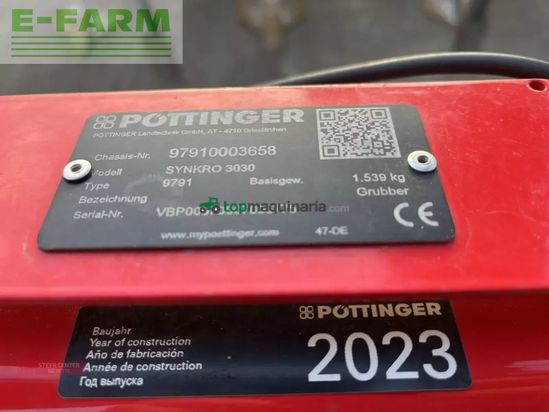 E-FARM
PÖTTINGER
PÖTTINGER Landtechnik GmbH, AT - 4710 Grieskirchen
Chassis-Nr. 97910003658
Modell SYNKRO 3030
Type 9791 Basisgew. 1.539 kg
Bezeichnung Grubber
Serial-Nr.
topmaquinaria.com
www.mypoettinger.com 47-DE
CE
PÖTTINGER
Baujahr
Year of construction
Año de fabricación
Année de construction
Год выпуска
2023
STEYR CENTER